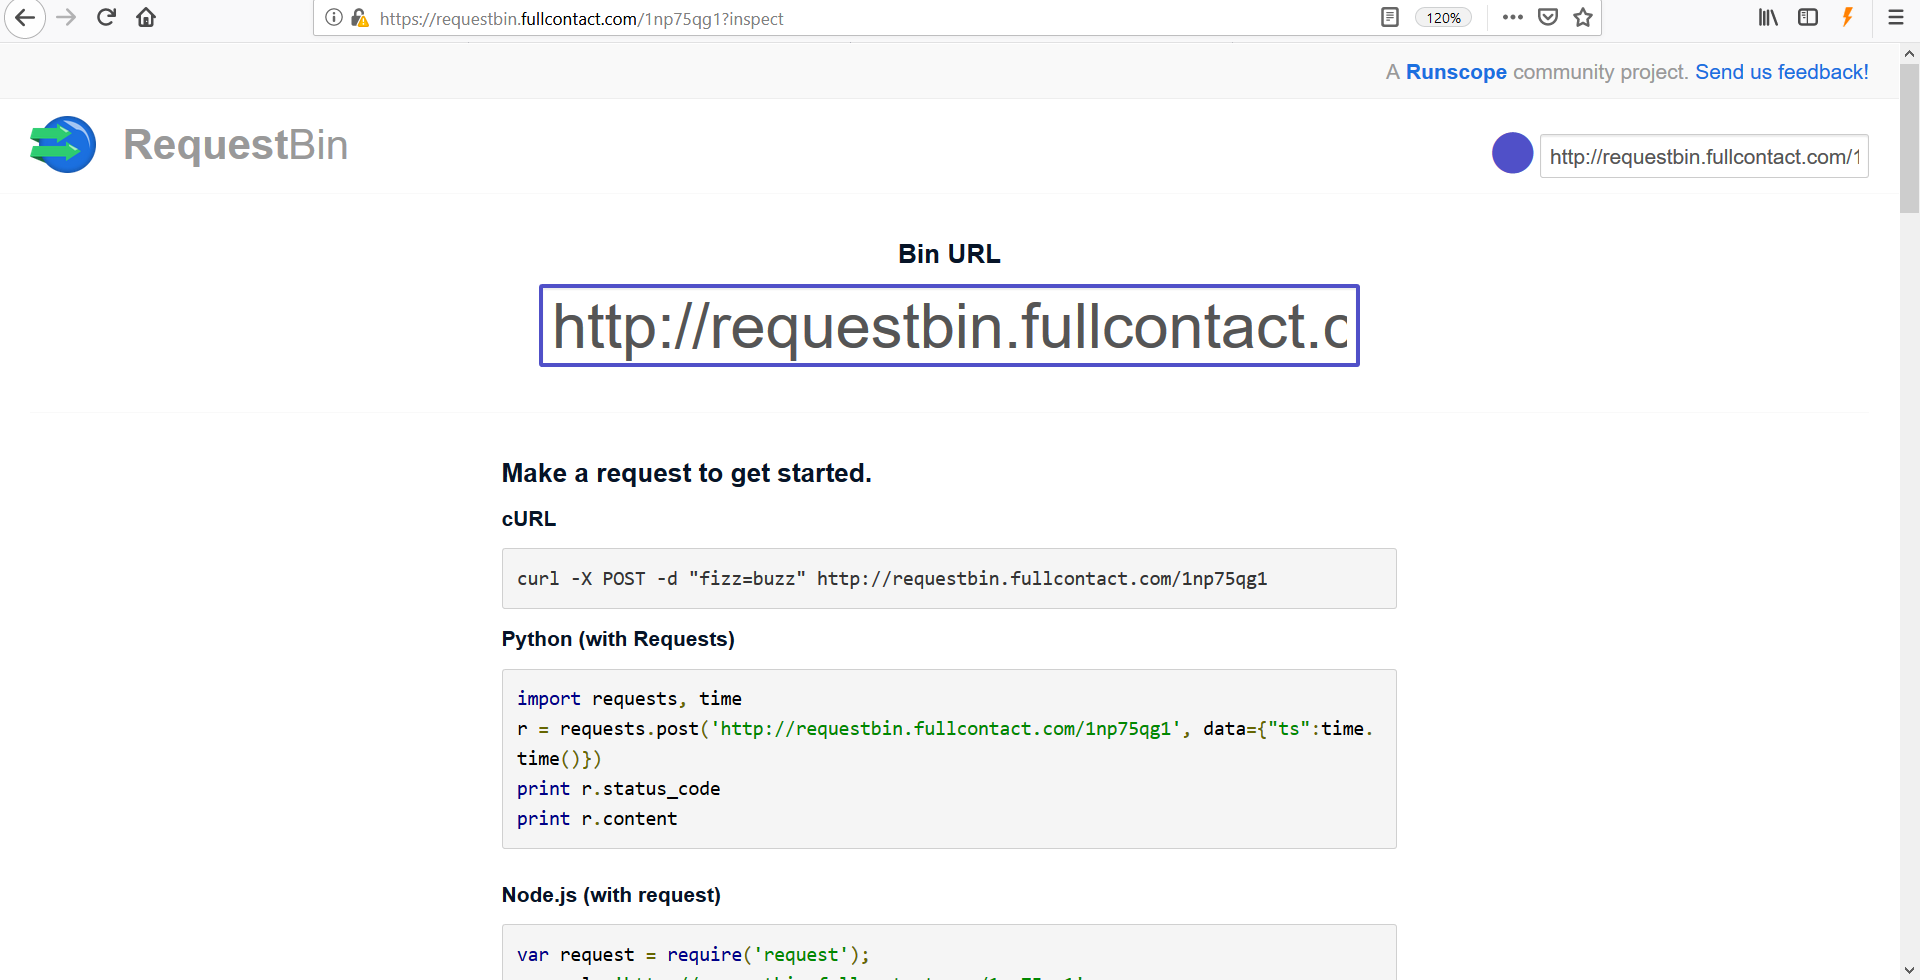 https://requestbin.fullcontact.com/1np75qg1?inspect
120%
A Runscope community project. Send us feedback!
RequestBin
http://requestbin.fullcontact.com/1
Bin URL
http://requestbin.fullcontact.c
Make a request to get started.
cURL
curl -X POST -d "fizz=buzz" http://requestbin.fullcontact.com/1np75qg1
Python (with Requests)
import requests, time
r = requests.post('http://requestbin.fullcontact.com/1np75qg1', data={"ts":time.
time()})
print r.status_code
print r.content
Node.js (with request)
var request = require('request');